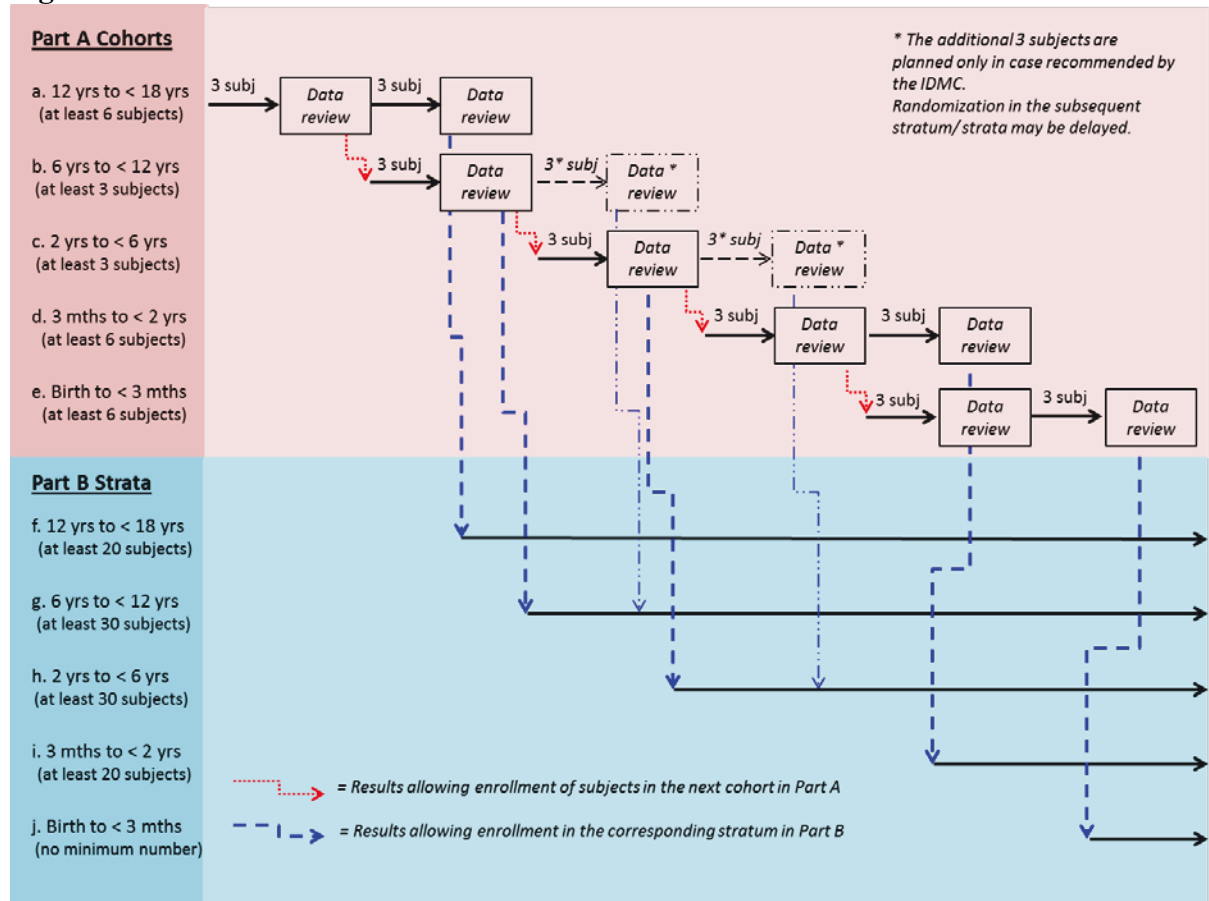 Part A Cohorts
* The additional 3 subjects are
planned only in case recommended by
the IDMC.
Randomization in the subsequent
stratum/ strata may be delayed.
a. 12 yrs to < 18 yrs
(at least 6 subjects)
3 subj
Data
review
3 subj
Data
review
b. 6 yrs to < 12 yrs
(at least 3 subjects)
3 subj
Data
review
3* subj
Data *
review
c. 2 yrs to < 6 yrs
(at least 3 subjects)
3 subj
Data
review
3* subj
Data *
review
d. 3 mths to < 2 yrs
(at least 6 subjects)
3 subj
Data
review
3 subj
Data
review
e. Birth to < 3 mths
(at least 6 subjects)
3 subj
Data
review
3 subj
Data
review
Part B Strata
f. 12 yrs to < 18 yrs
(at least 20 subjects)
g. 6 yrs to < 12 yrs
(at least 30 subjects)
h. 2 yrs to < 6 yrs
(at least 30 subjects)
i. 3 mths to < 2 yrs
(at least 20 subjects)
j. Birth to < 3 mths
(no minimum number)
= Results allowing enrollment of subjects in the next cohort in Part A
= Results allowing enrollment in the corresponding stratum in Part B